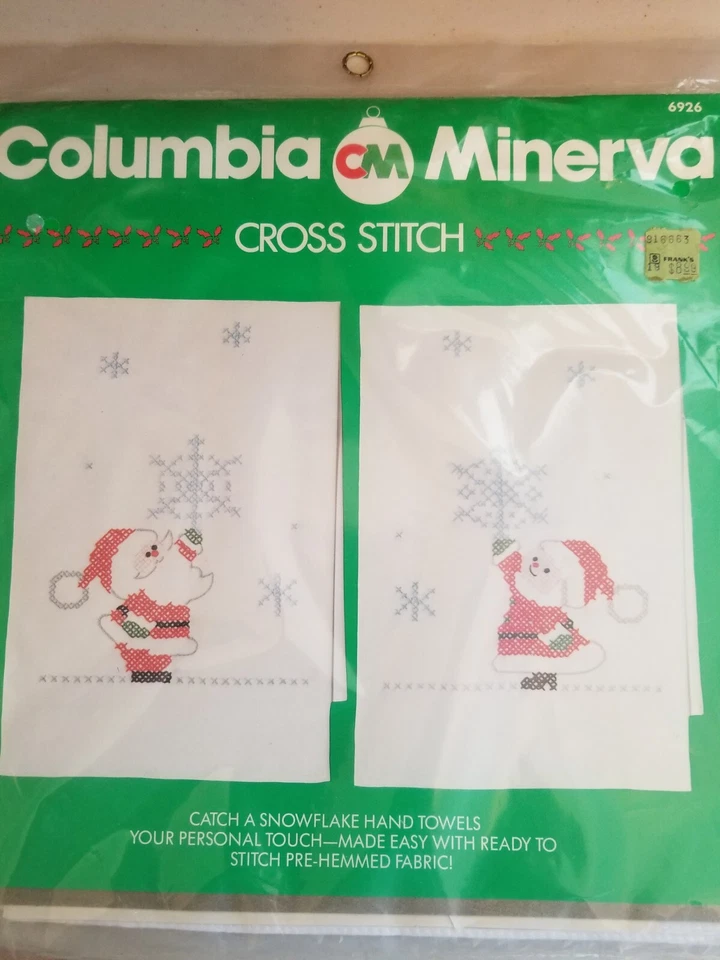 6926
Columbia CM Minerva
CROSS STITCH
FRANK'S
CATCH A SNOWFLAKE HAND TOWELS
YOUR PERSONAL TOUCH—MADE EASY WITH READY TO
STITCH PRE-HEMMED FABRIC!